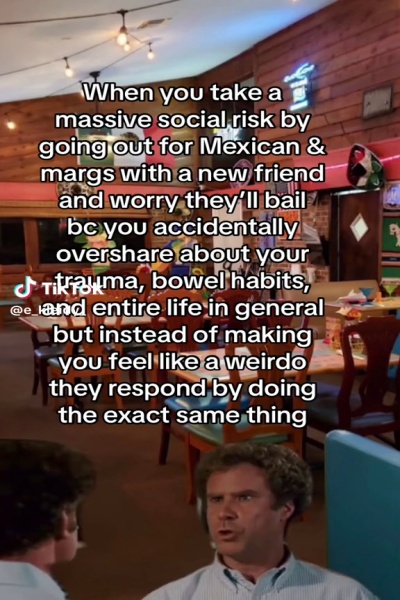 When you take a
massive social risk by
going out for Mexican &
margs with a new friend
and worry they'll bail
bc you accidentally
overshare about your
trauma, bowel habits,
and entire life in general
but instead of making
you feel like a weirdo
they respond by doing
the exact same thing
TikTok